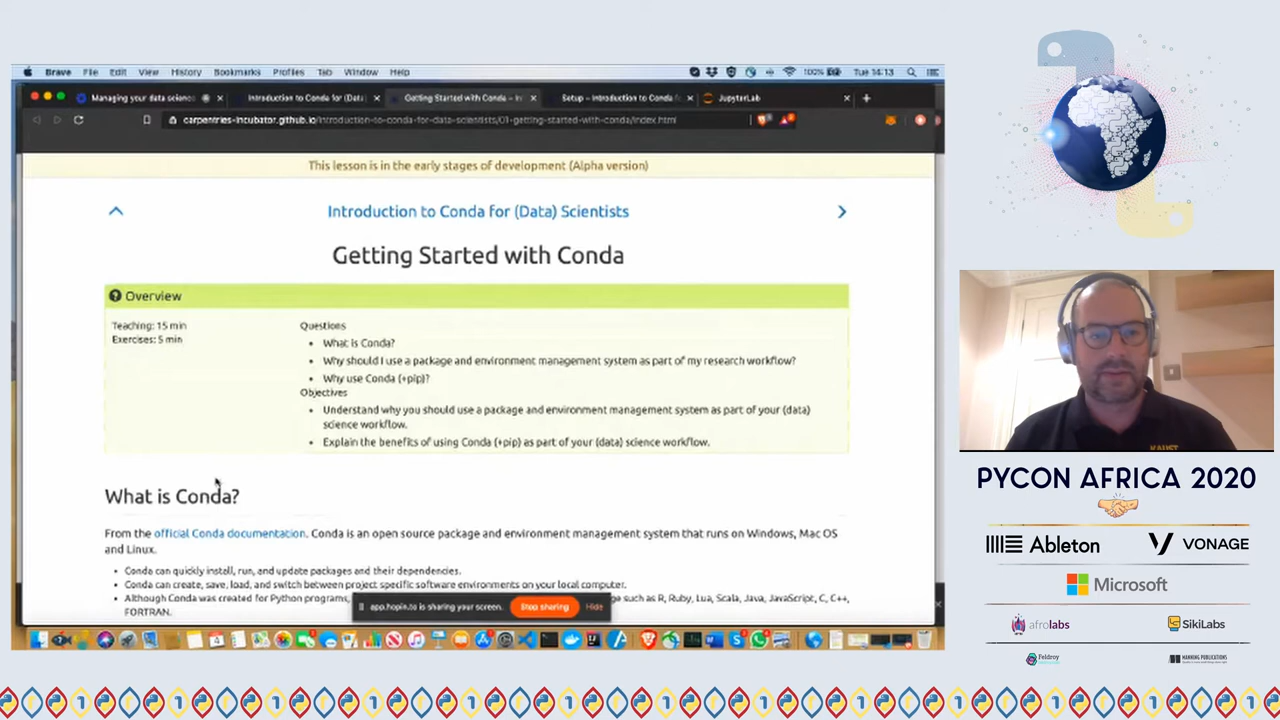 Brave File Edit View History Bookmarks Profiles Tab Window Help
100% Tue 14:13
Managing your data science
Introduction to Conda for (Data
Getting Started with Conda – In
Setup – Introduction to Conda fo
JupyterLab
carpentries-incubator.github.io/introduction-to-conda-for-data-scientists/01-getting-started-with-conda/index.html
This lesson is in the early stages of development (Alpha version)
Introduction to Conda for (Data) Scientists
Getting Started with Conda
Overview
Teaching: 15 min
Exercises: 5 min
Questions
What is Conda?
Why should I use a package and environment management system as part of my research workflow?
Why use Conda (+pip)?
Objectives
Understand why you should use a package and environment management system as part of your (data)
science workflow.
Explain the benefits of using Conda (+pip) as part of your (data) science workflow.
What is Conda?
From the official Conda documentation. Conda is an open source package and environment management system that runs on Windows, Mac OS
and Linux.
Conda can quickly install, run, and update packages and their dependencies.
Conda can create, save, load, and switch between project specific software environments on your local computer.
Although Conda was created for Python programs, ge such as R, Ruby, Lua, Scala, Java, JavaScript, C, C++,
FORTRAN.
app.hopin.to is sharing your screen. Stop sharing Hide
KAUST
PYCON AFRICA 2020
Ableton
VONAGE
Microsoft
afrolabs
SikiLabs
Feldroy
MANNING PUBLICATIONS